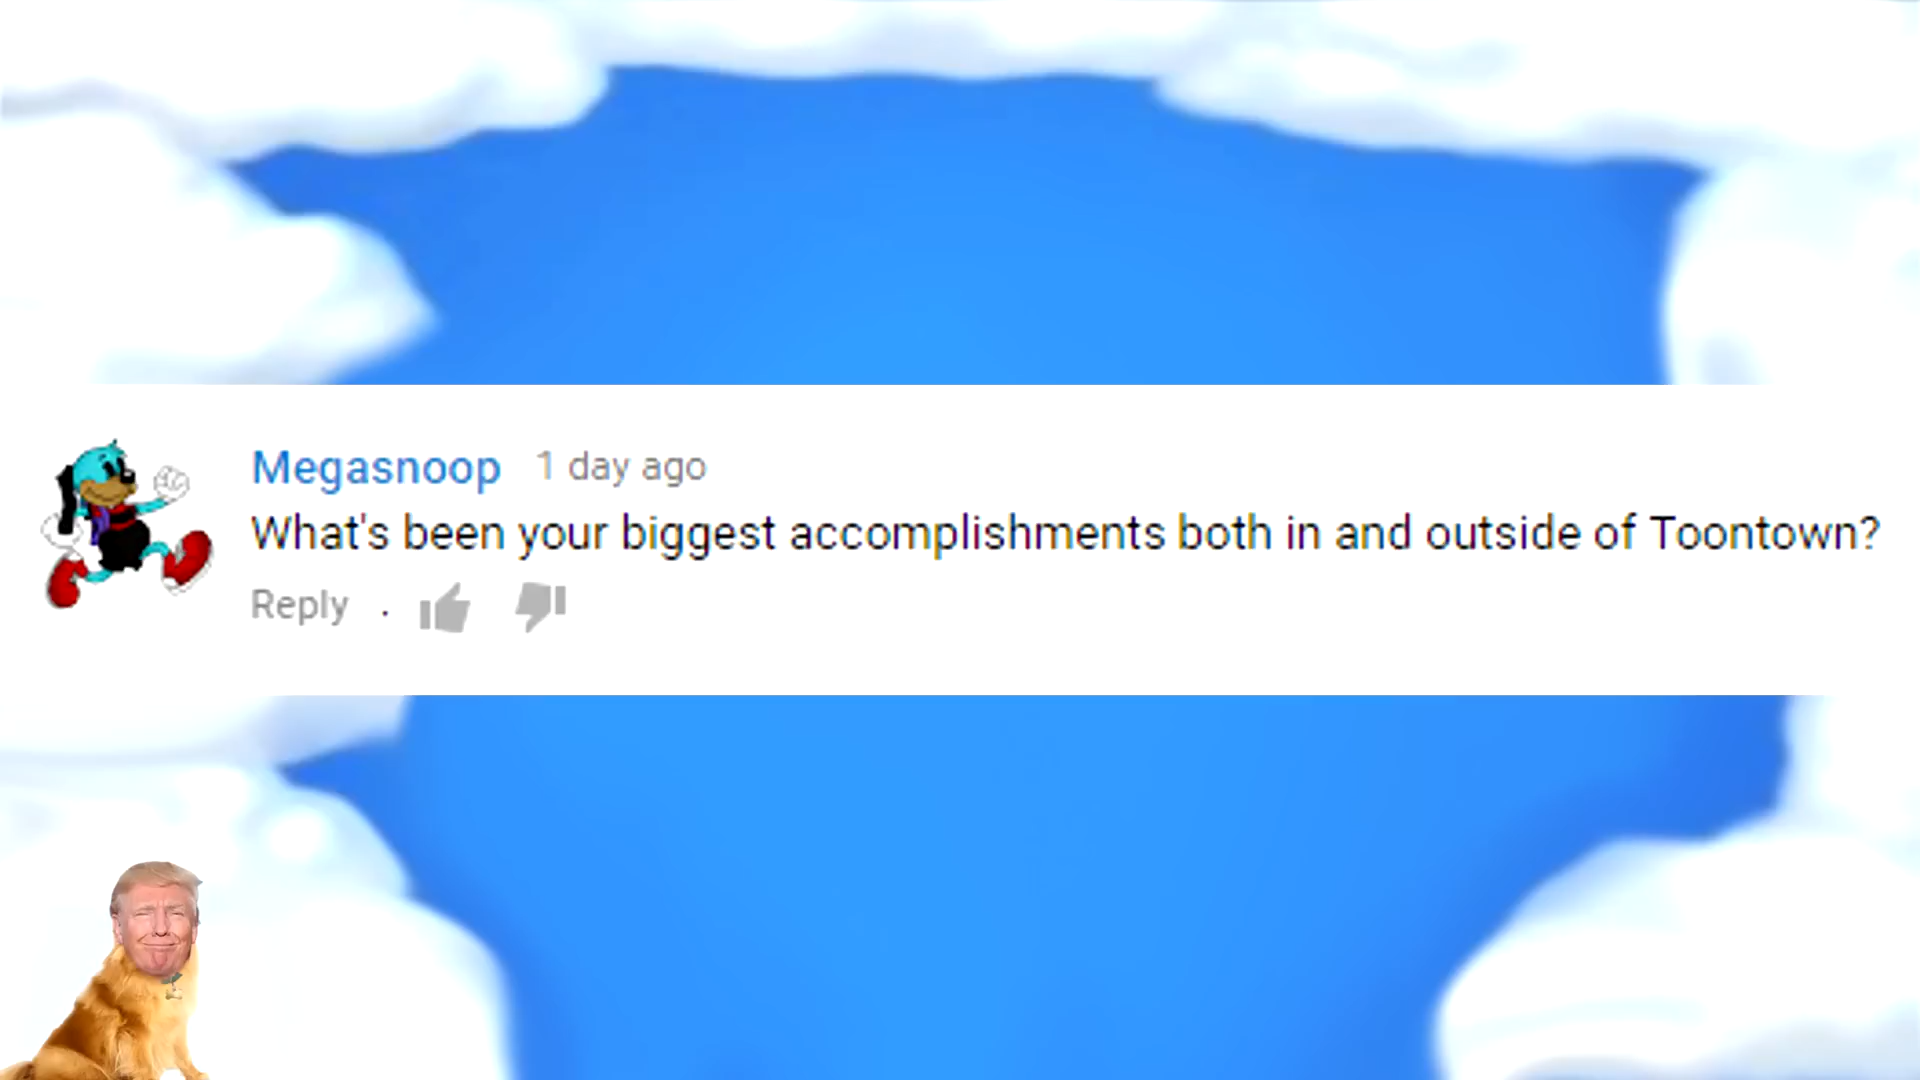 Megasnoop 1 day ago
What's been your biggest accomplishments both in and outside of Toontown?
Reply .